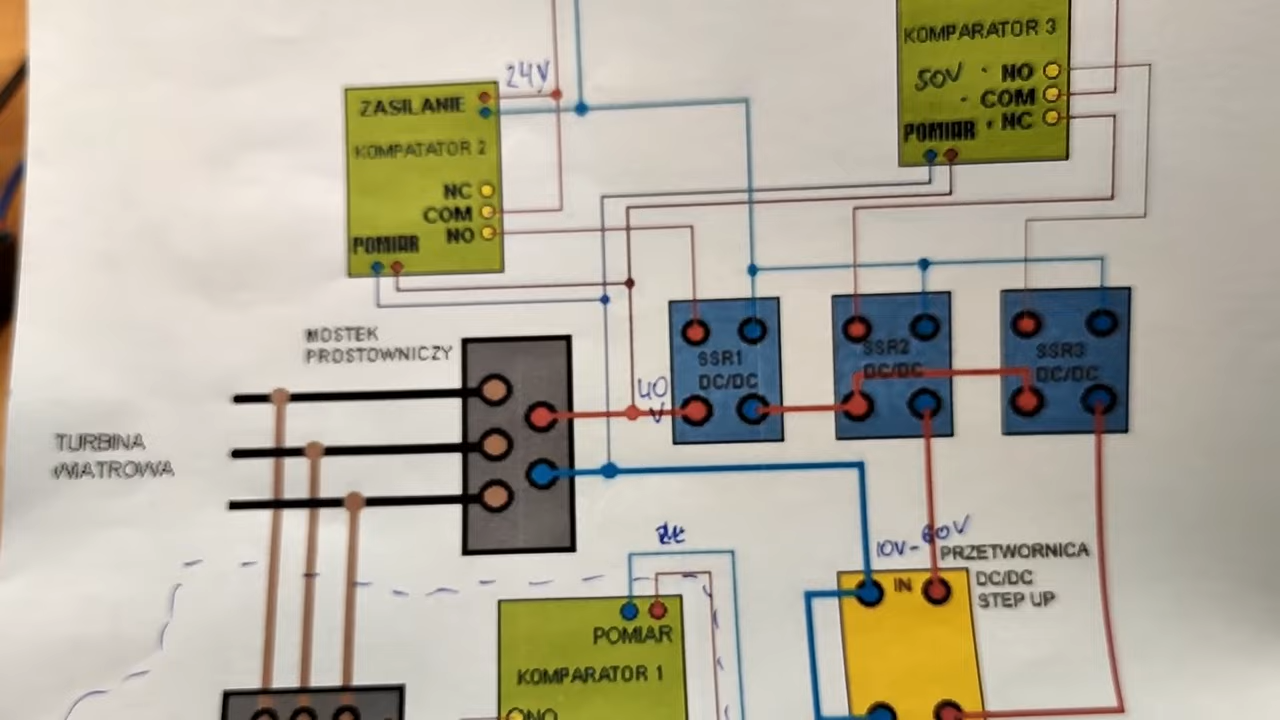 KOMPARATOR 3
50V
NO
COM
NC
POMIAR
24V
ZASILANIE
KOMPATATOR 2
NC
COM
NO
POMIAR
MOSTEK
PROSTOWNICZY
SSR1
DC/DC
SSR2
DC/DC
SSR3
DC/DC
40
V
TURBINA
WIATROWA
10V-60V
PRZETWORNICA
IN
DC/DC
STEP UP
POMIAR
KOMPARATOR 1
NO